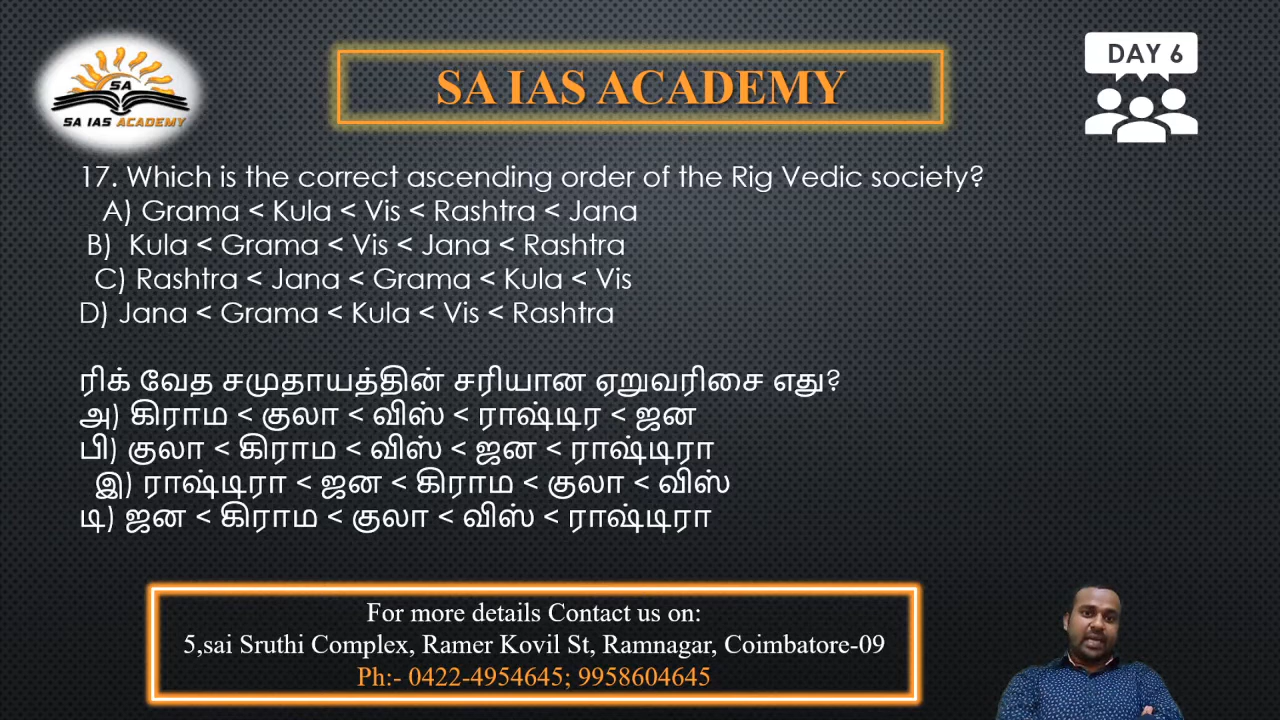 SA
SA IAS ACADEMY
SA IAS ACADEMY
DAY 6
17. Which is the correct ascending order of the Rig Vedic society?
A) Grama < Kula < Vis < Rashtra < Jana
B) Kula < Grama < Vis < Jana < Rashtra
C) Rashtra < Jana < Grama < Kula < Vis
D) Jana < Grama < Kula < Vis < Rashtra
ரிக் வேத சமுதாயத்தின் சரியான ஏறுவரிசை எது?
அ) கிராம < குலா < விஸ் < ராஷ்டிர < ஜன
பி) குலா < கிராம < விஸ் < ஜன < ராஷ்டிரா
இ) ராஷ்டிரா < ஜன < கிராம < குலா < விஸ்
டி) ஜன < கிராம < குலா < விஸ் < ராஷ்டிரா
For more details Contact us on:
5,sai Sruthi Complex, Ramer Kovil St, Ramnagar, Coimbatore-09
Ph:- 0422-4954645; 9958604645